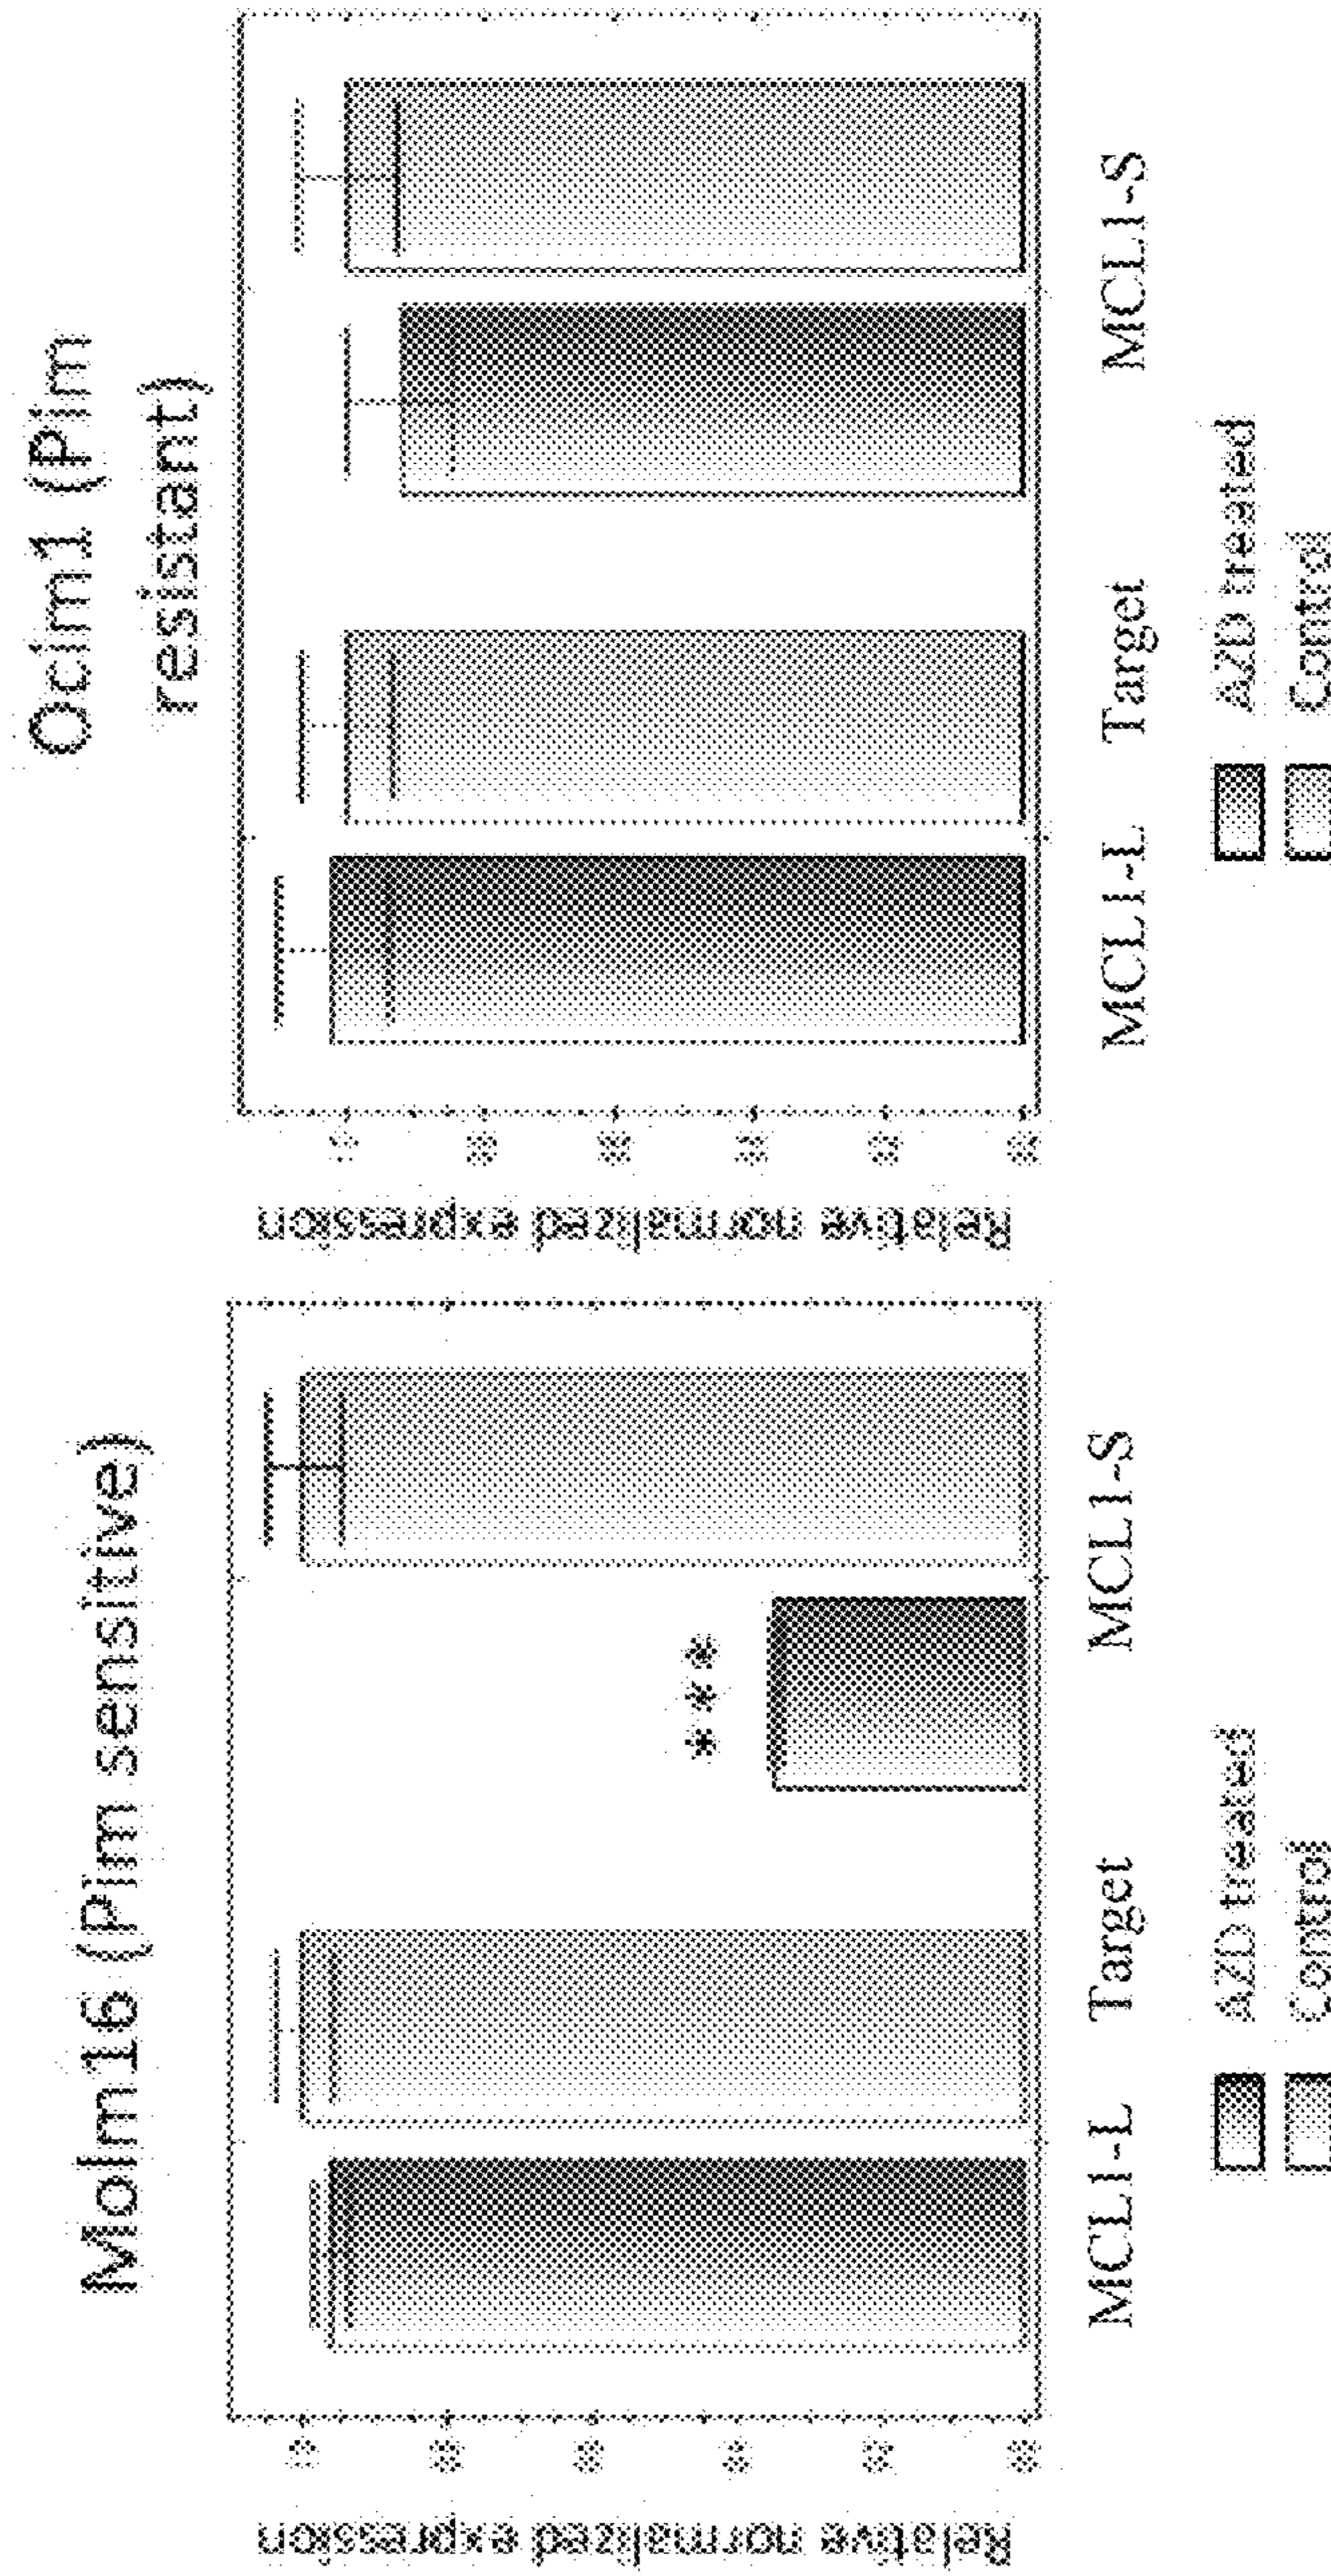 Molm16 (Pim sensitive)
Relative normalized expression
MCL1-L Target MCL1-S
***
AZD treated
Control
Ocim1 (Pim
resistant)
Relative normalized expression
MCL1-L Target MCL1-S
AZD treated
Control